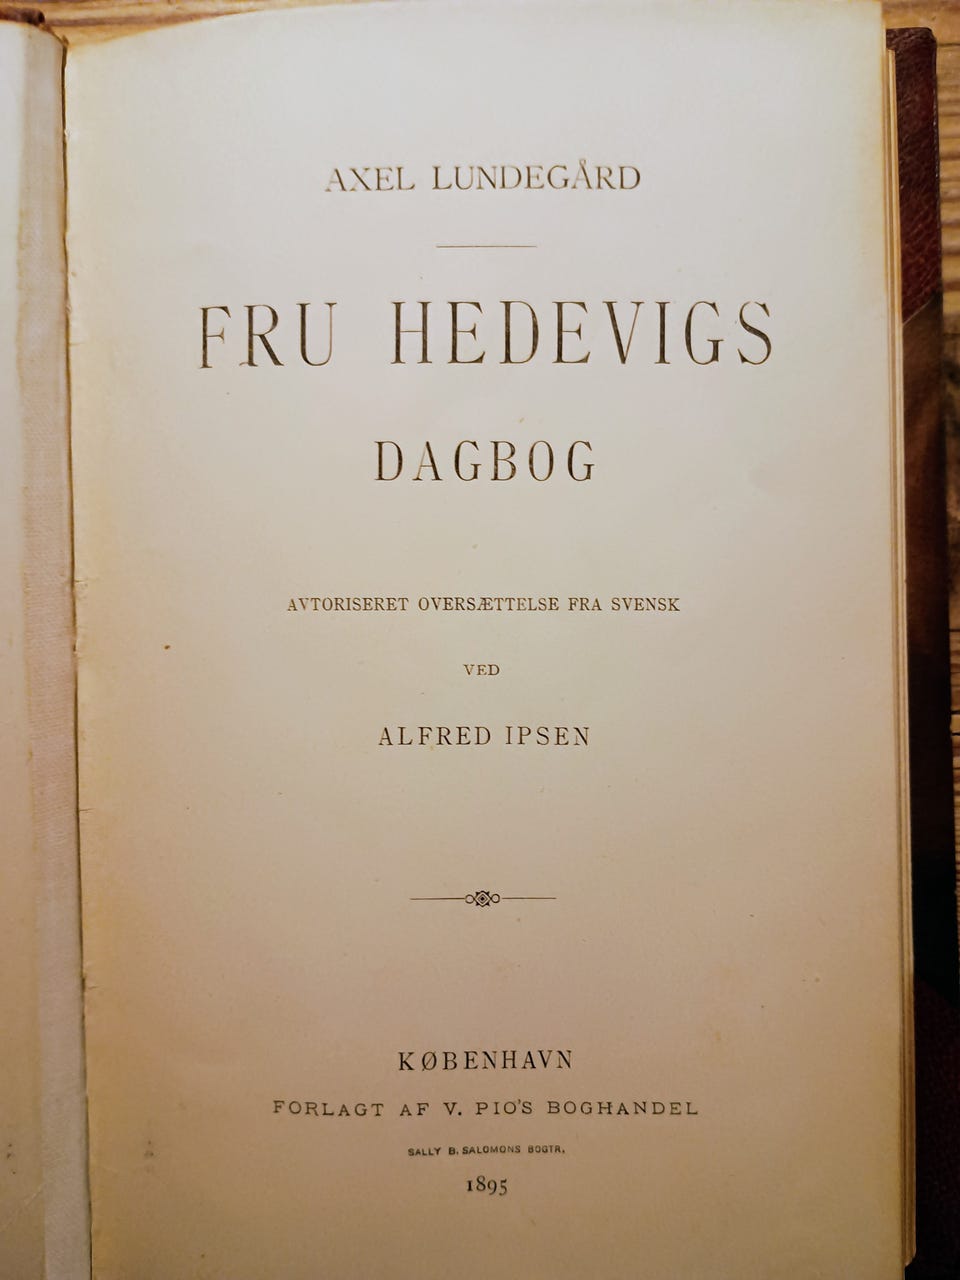 AXEL LUNDEGÅRD
FRU HEDEVIGS
DAGBOG
AVTORISERET OVERSÆTTELSE FRA SVENSK
VED
ALFRED IPSEN
KØBENHAVN
FORLAGT AF V. PIO'S BOGHANDEL
SALLY B. SALOMONS BOGTR.
1895